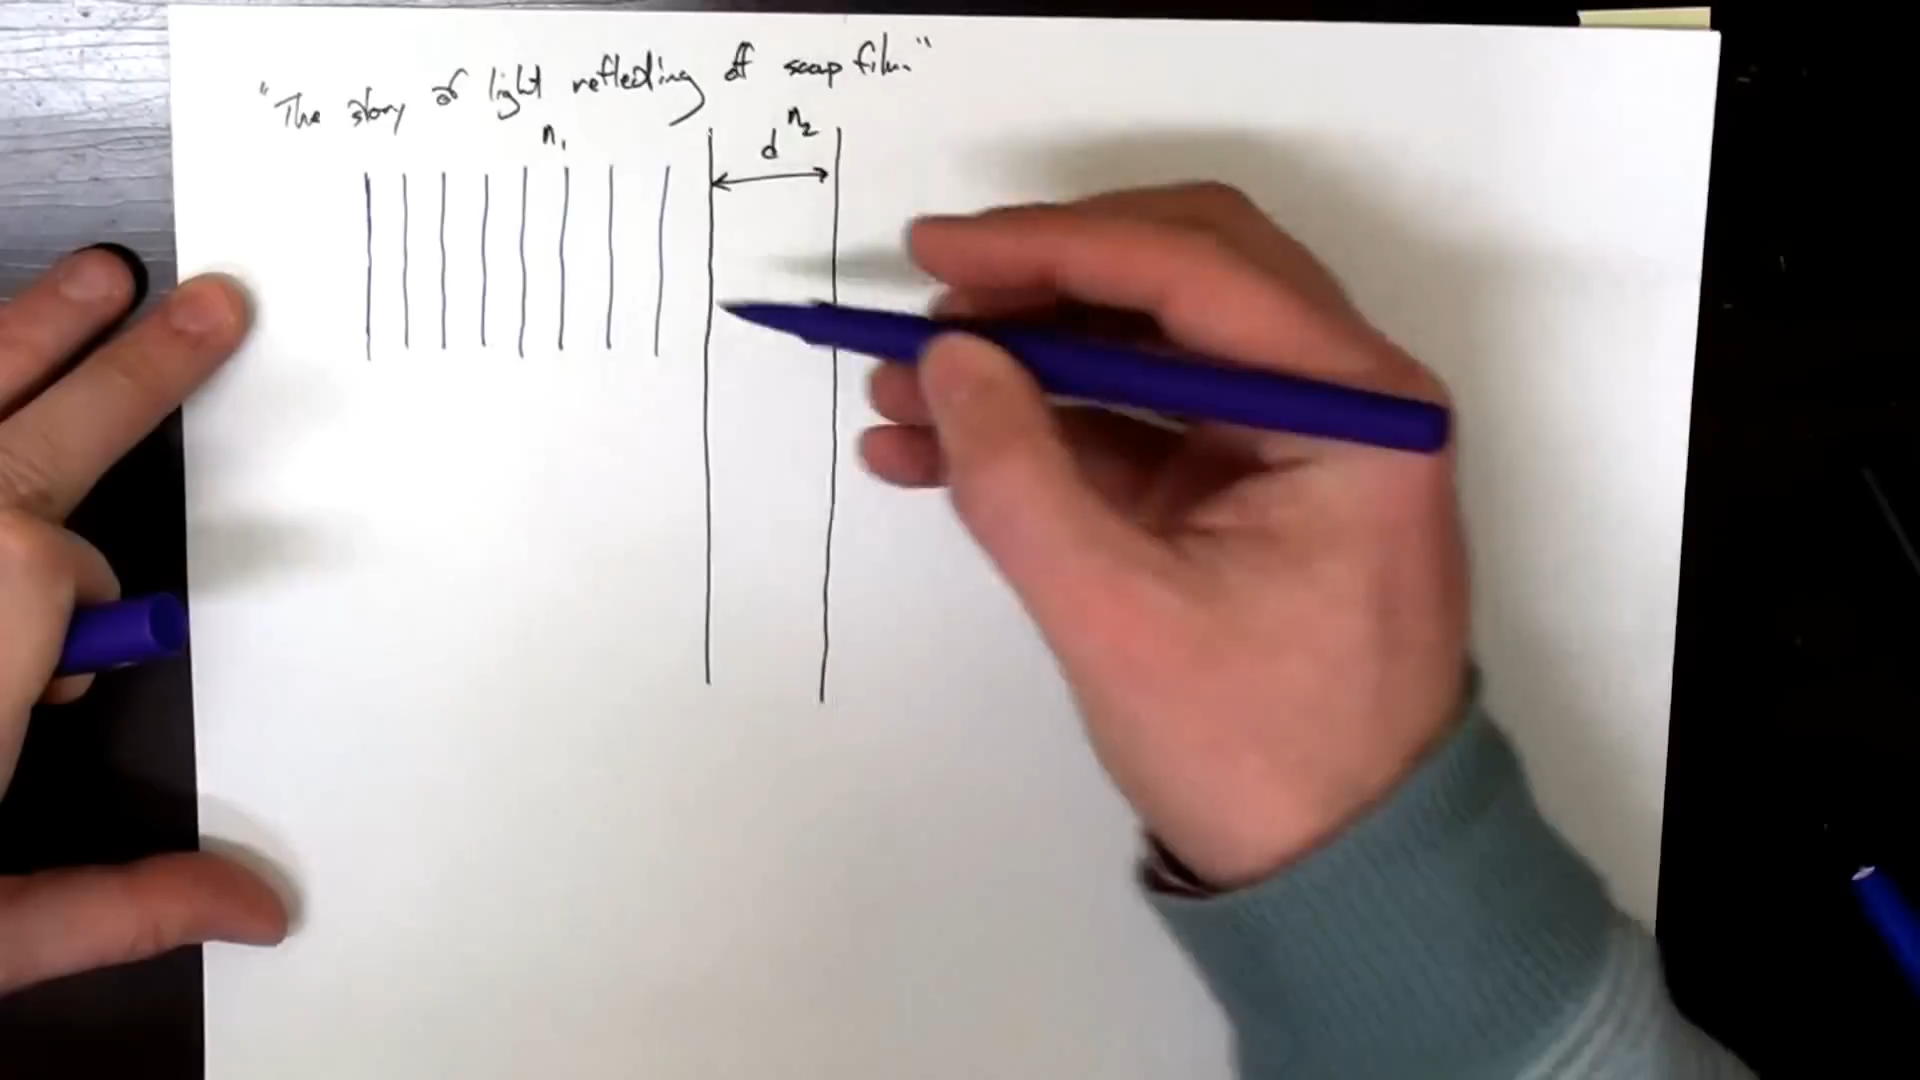 "The story of light reflecting off soap film."
n₁
d
n₂